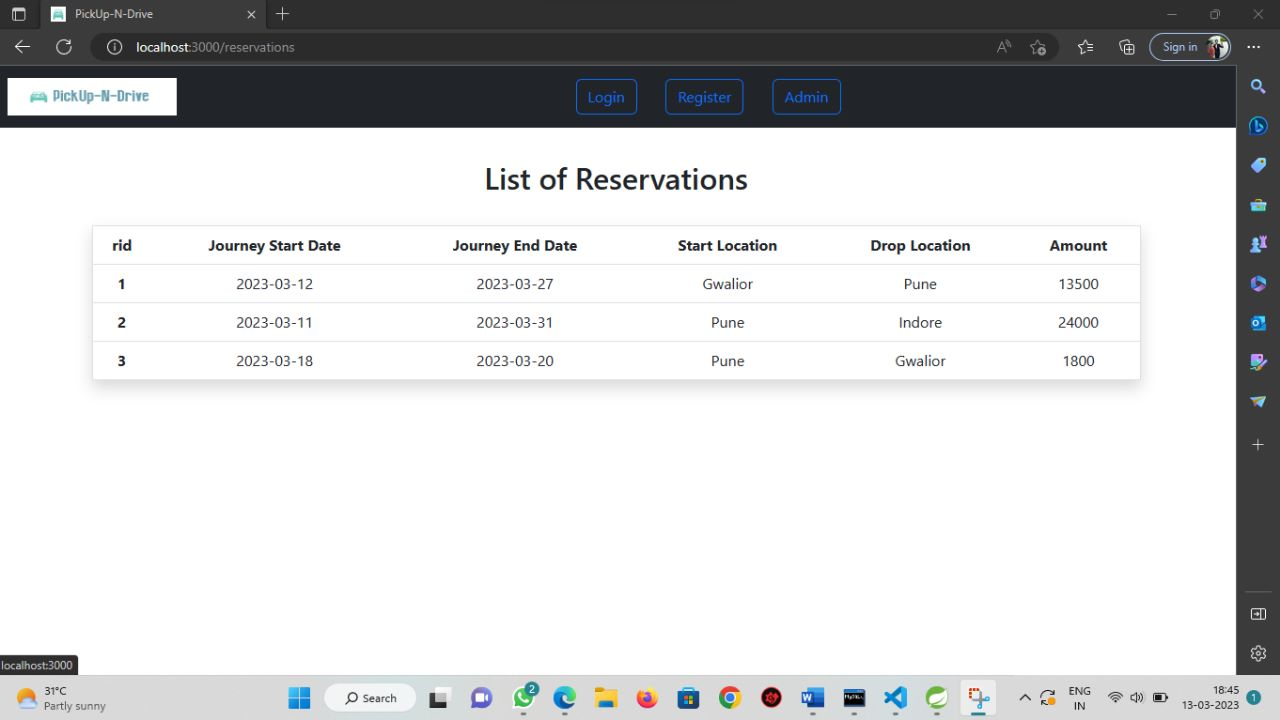 PickUp-N-Drive
localhost:3000/reservations
Sign in
PickUp-N-Drive
Login
Register
Admin
List of Reservations
rid Journey Start Date Journey End Date Start Location Drop Location Amount
1 2023-03-12 2023-03-27 Gwalior Pune 13500
2 2023-03-11 2023-03-31 Pune Indore 24000
3 2023-03-18 2023-03-20 Pune Gwalior 1800
localhost:3000
31°C
Partly sunny
Search
2
ENG
IN
18:45
13-03-2023
1